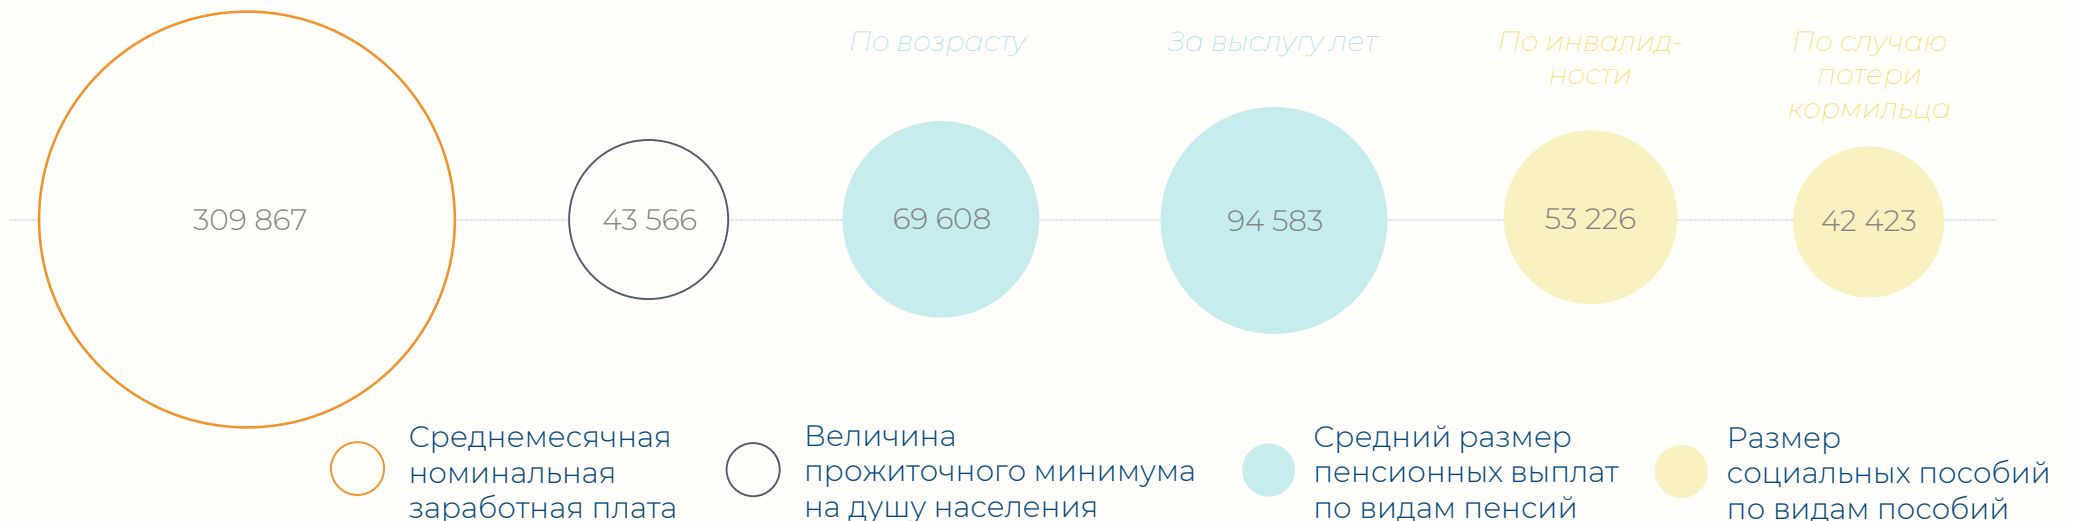 По возрасту
За выслугу лет
По инвалид-
ности
По случаю
потери
кормильца
309 867
43 566
69 608
94 583
53 226
42 423
Среднемесячная
номинальная
заработная плата
Величина
прожиточного минимума
на душу населения
Средний размер
пенсионных выплат
по видам пенсий
Размер
социальных пособий
по видам пособий